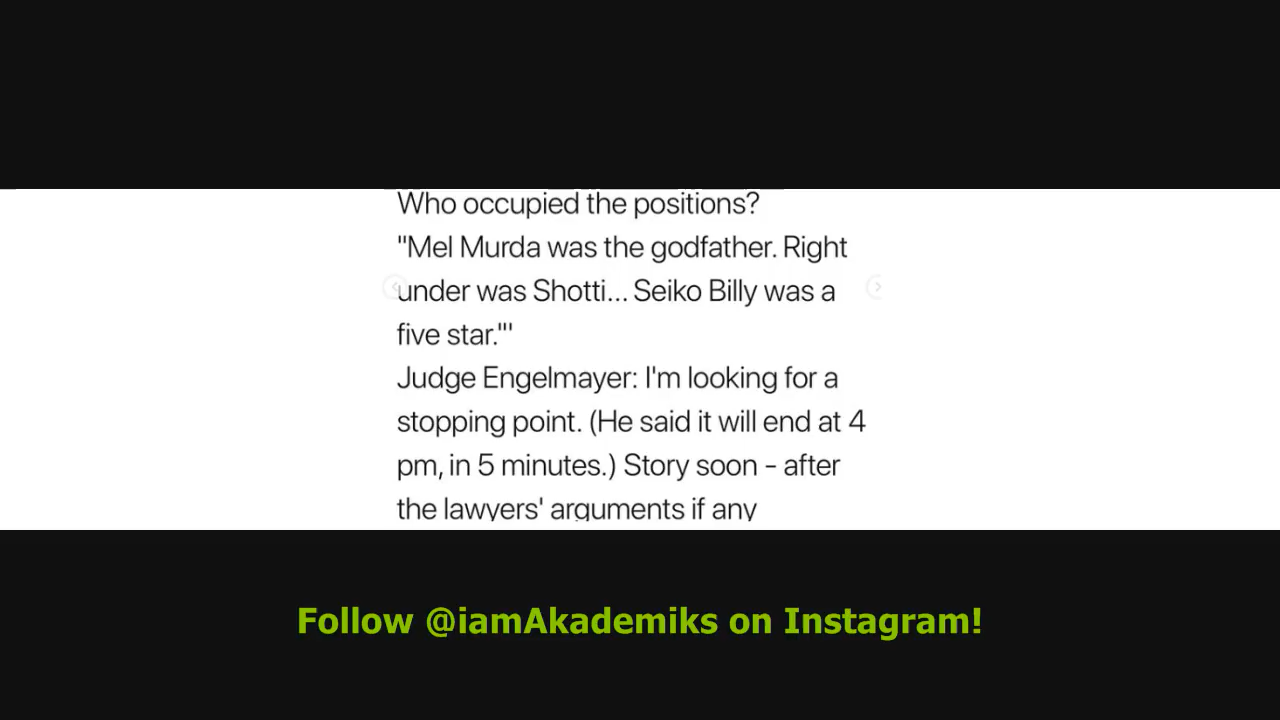 Who occupied the positions?
"Mel Murda was the godfather. Right
under was Shotti... Seiko Billy was a
five star."'
Judge Engelmayer: I'm looking for a
stopping point. (He said it will end at 4
pm, in 5 minutes.) Story soon - after
the lawyers' arguments if any
Follow @iamAkademiks on Instagram!